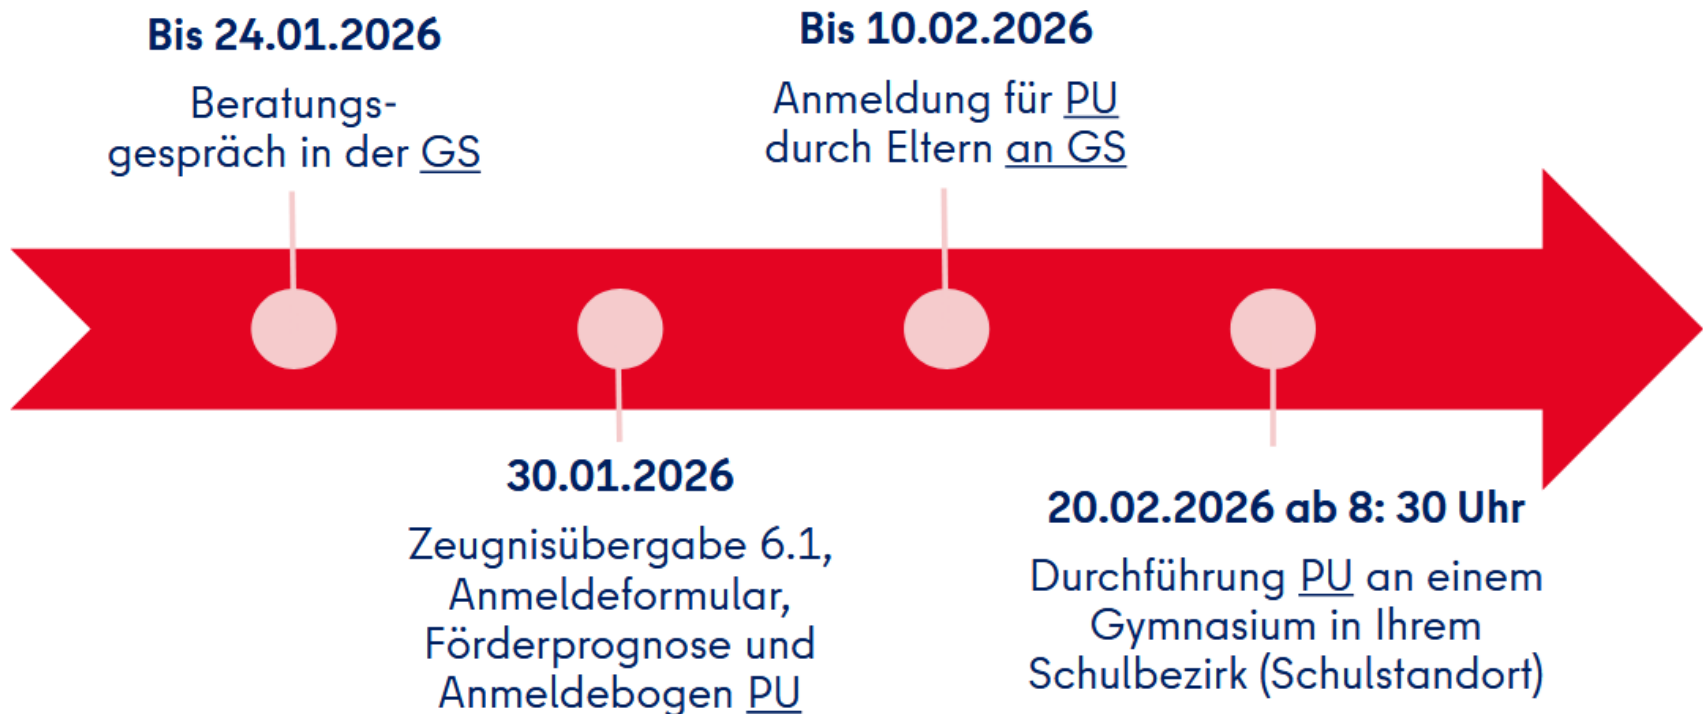 Bis 24.01.2026
Beratungs-
gespräch in der GS
Bis 10.02.2026
Anmeldung für PU
durch Eltern an GS
30.01.2026
Zeugnisübergabe 6.1,
Anmeldeformular,
Förderprognose und
Anmeldebogen PU
20.02.2026 ab 8: 30 Uhr
Durchführung PU an einem
Gymnasium in Ihrem
Schulbezirk (Schulstandort)